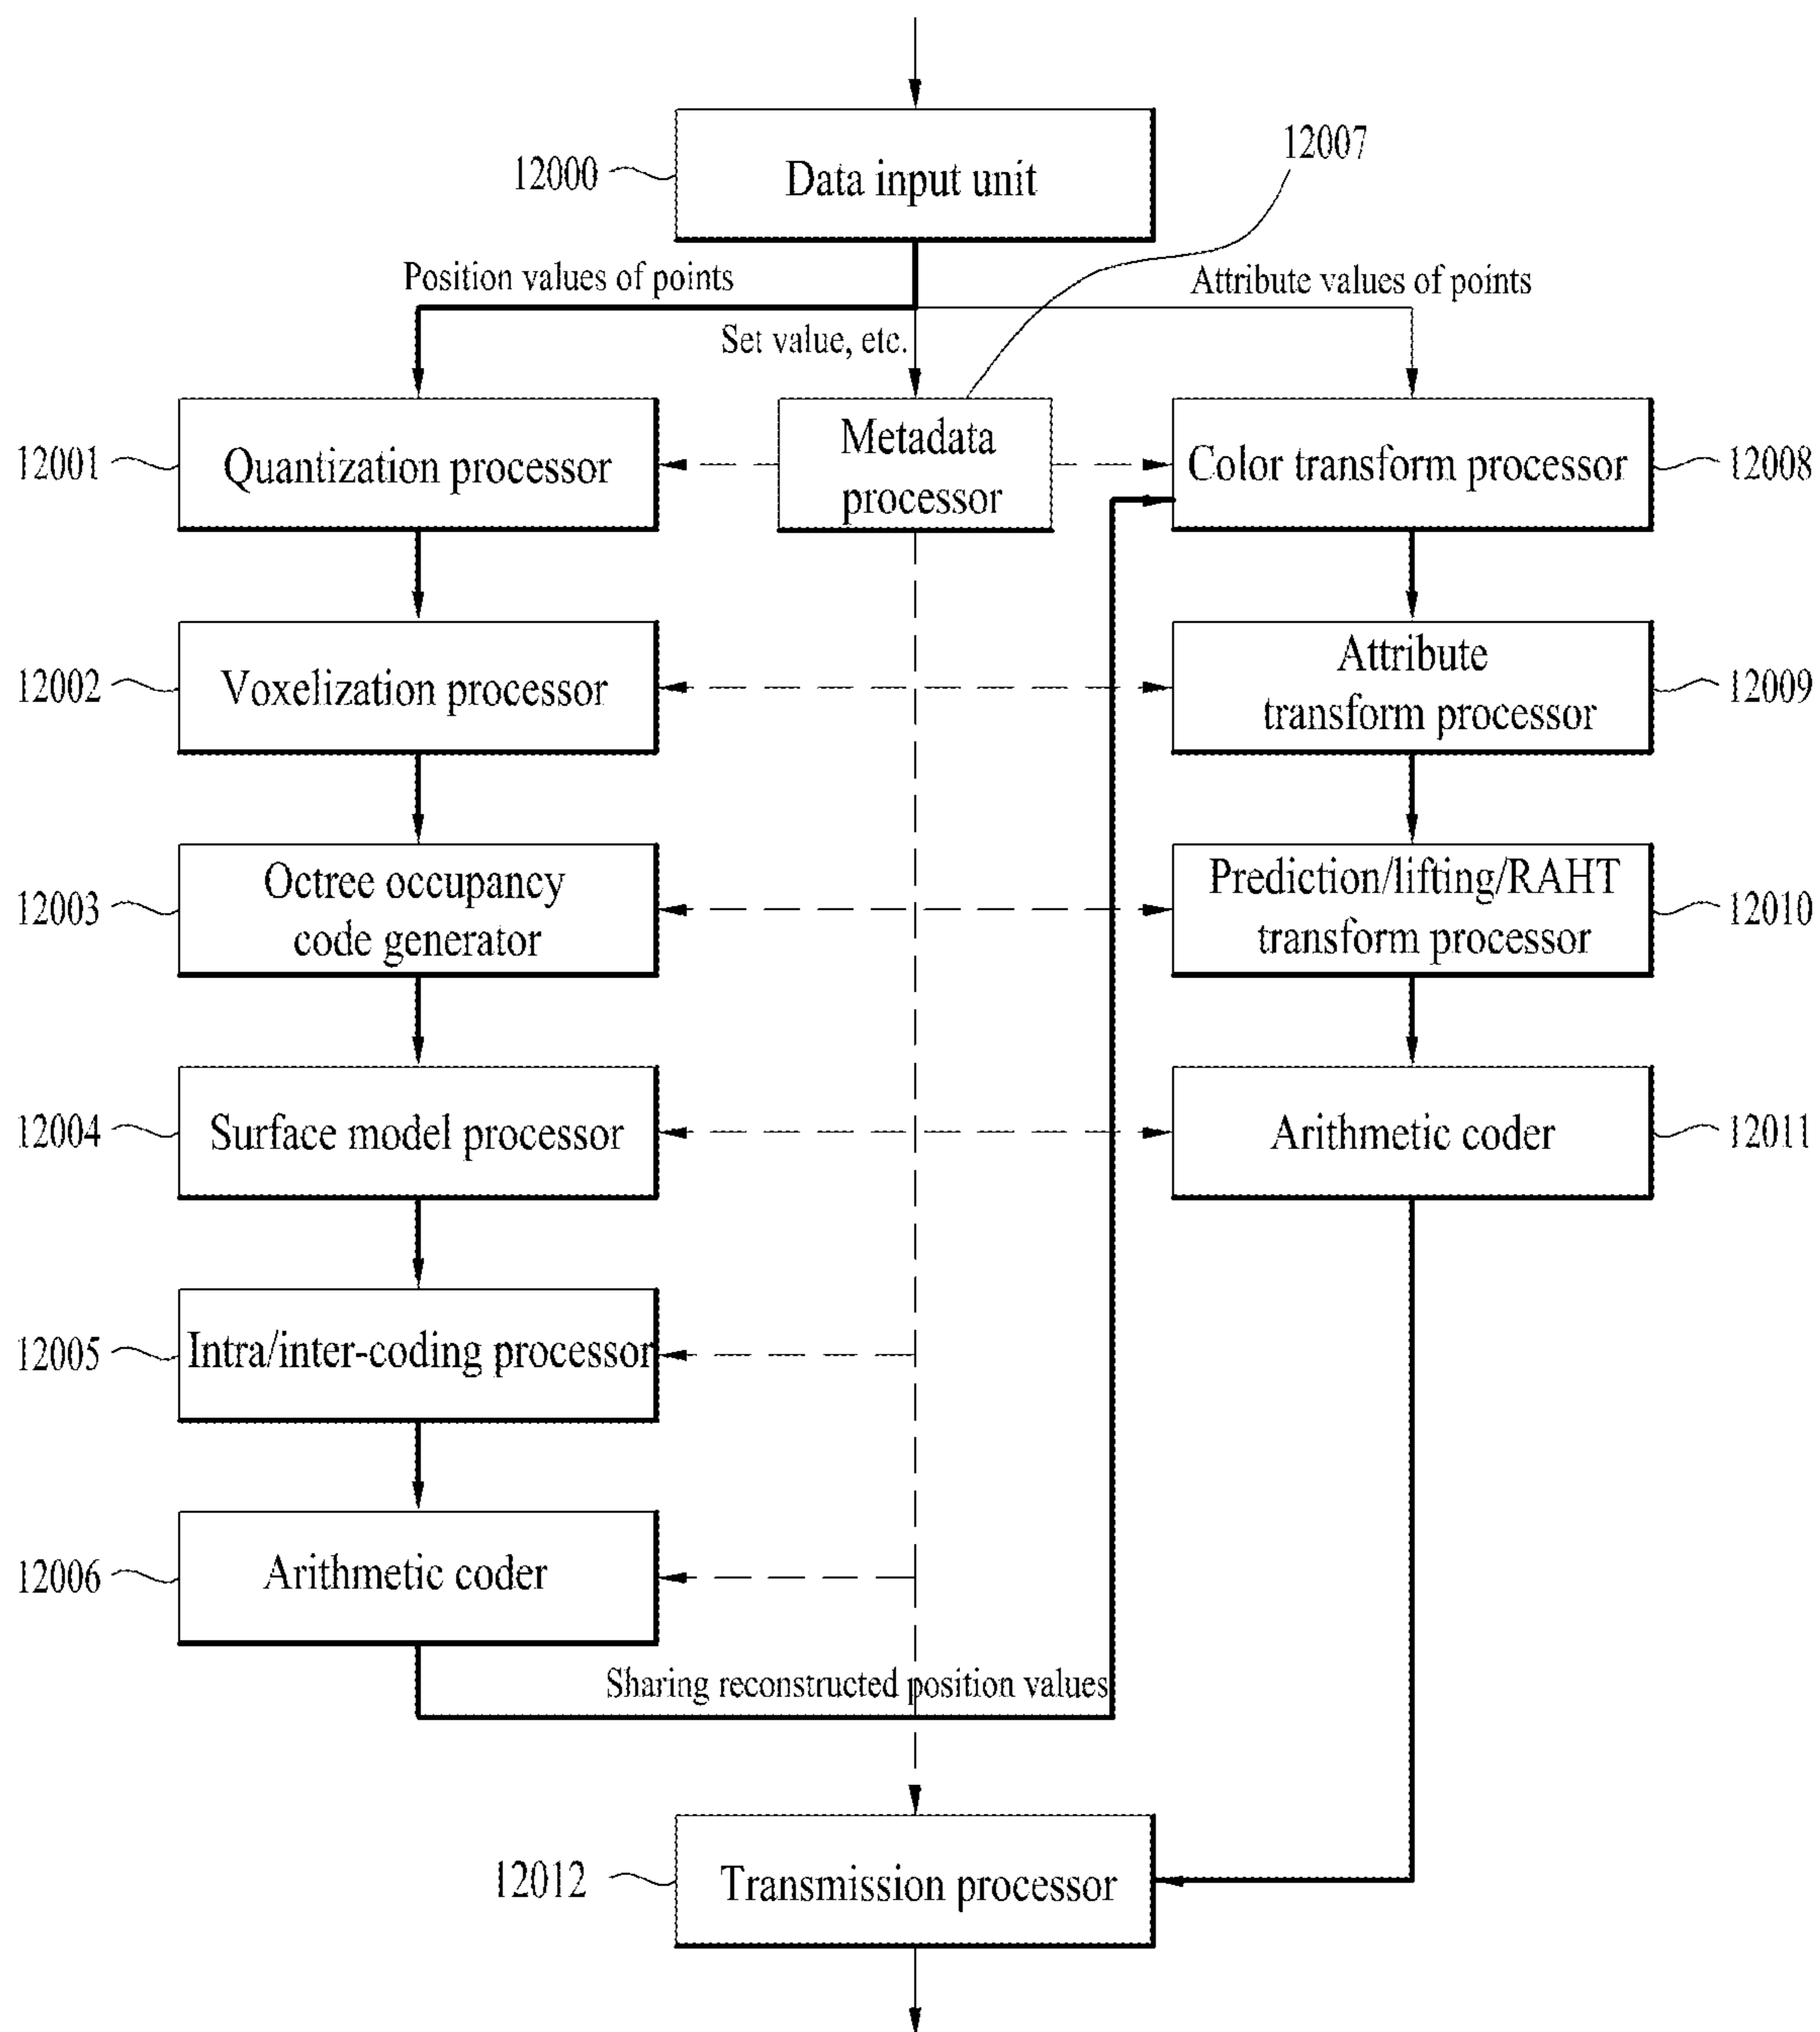 12000
Data input unit
12007
Position values of points
Attribute values of points
Set value, etc.
12001
Quantization processor
Metadata
processor
Color transform processor
12008
12002
Voxelization processor
Attribute
transform processor
12009
12003
Octree occupancy
code generator
Prediction/lifting/RAHT
transform processor
12010
12004
Surface model processor
Arithmetic coder
12011
12005
Intra/inter-coding processor
12006
Arithmetic coder
Sharing reconstructed position values
12012
Transmission processor